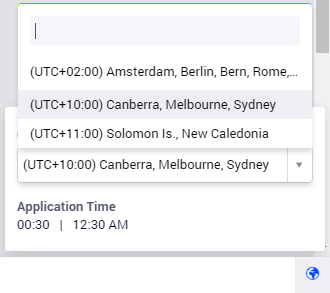 (UTC+02:00) Amsterdam, Berlin, Bern, Rome,...
(UTC+10:00) Canberra, Melbourne, Sydney
(UTC+11:00) Solomon Is., New Caledonia
(UTC+10:00) Canberra, Melbourne, Sydney
Application Time
00:30 | 12:30 AM